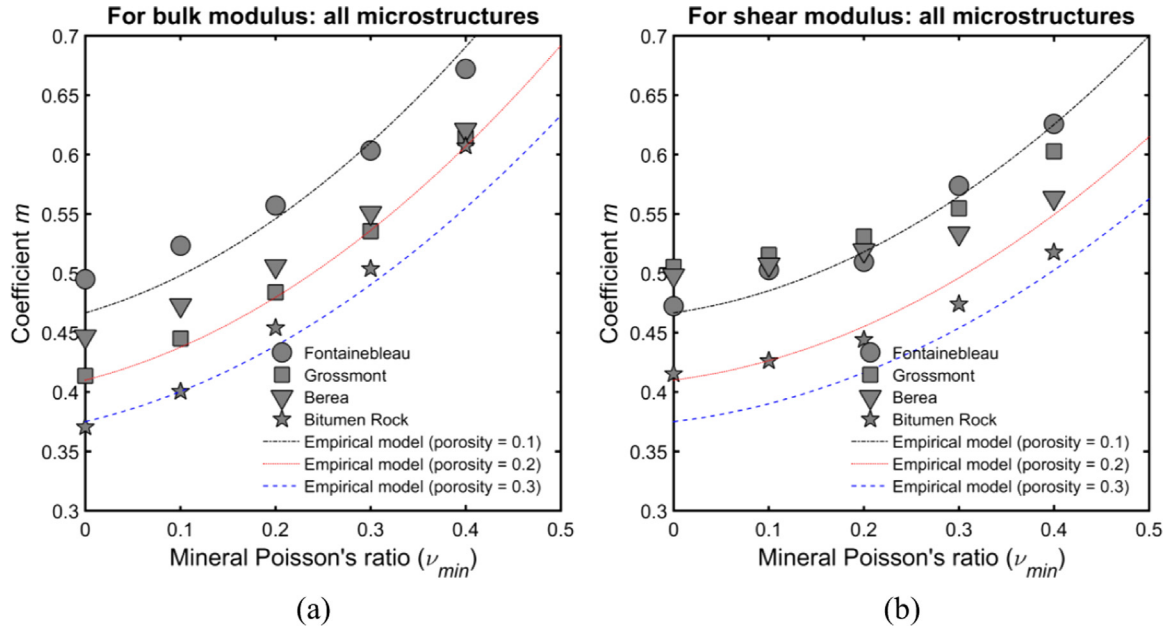 For bulk modulus: all microstructures
0.7
0.65
0.6
0.55
0.5
0.45
0.4
0.35
0.3
Coefficient m
Fontainebleau
Grossmont
Berea
Bitumen Rock
Empirical model (porosity = 0.1)
Empirical model (porosity = 0.2)
Empirical model (porosity = 0.3)
0 0.1 0.2 0.3 0.4 0.5
Mineral Poisson's ratio (νmin)
(a)
For shear modulus: all microstructures
0.7
0.65
0.6
0.55
0.5
0.45
0.4
0.35
0.3
Coefficient m
Fontainebleau
Grossmont
Berea
Bitumen Rock
Empirical model (porosity = 0.1)
Empirical model (porosity = 0.2)
Empirical model (porosity = 0.3)
0 0.1 0.2 0.3 0.4 0.5
Mineral Poisson's ratio (νmin)
(b)